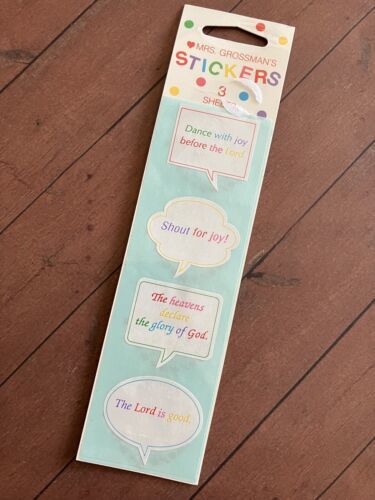 MRS. GROSSMAN'S
STICKERS
3
Dance with joy
before the Lord
Shout for joy!
The heavens
declare
the glory of God.
The Lord is good.